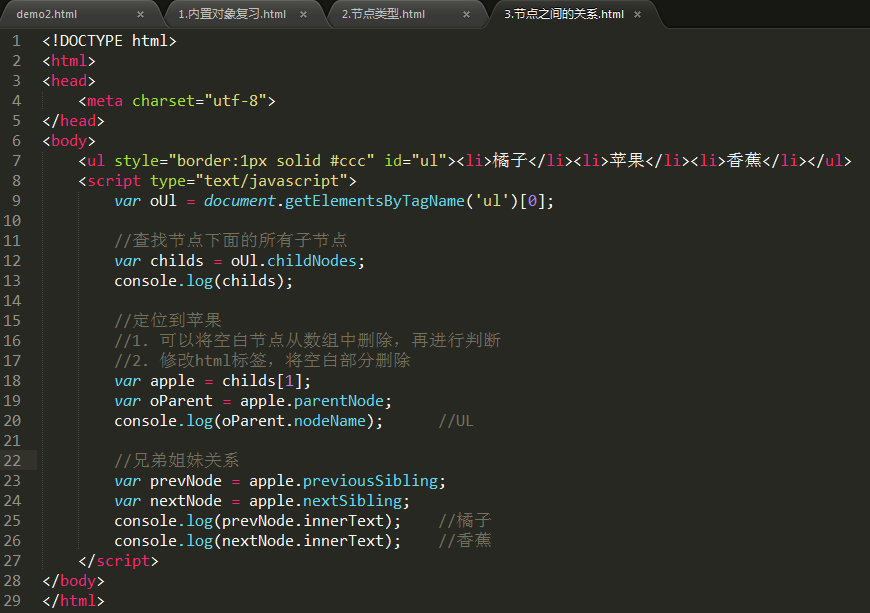 demo2.html × 1.内置对象复习.html × 2.节点类型.html × 3.节点之间的关系.html ×
1 <!DOCTYPE html>
2 <html>
3 <head>
4 <meta charset="utf-8">
5 </head>
6 <body>
7 <ul style="border:1px solid #ccc" id="ul"><li>橘子</li><li>苹果</li><li>香蕉</li></ul>
8 <script type="text/javascript">
9 var oUl = document.getElementsByTagName('ul')[0];
10
11 //查找节点下面的所有子节点
12 var childs = oUl.childNodes;
13 console.log(childs);
14
15 //定位到苹果
16 //1. 可以将空白节点从数组中删除，再进行判断
17 //2. 修改html标签，将空白部分删除
18 var apple = childs[1];
19 var oParent = apple.parentNode;
20 console.log(oParent.nodeName); //UL
21
22 //兄弟姐妹关系
23 var prevNode = apple.previousSibling;
24 var nextNode = apple.nextSibling;
25 console.log(prevNode.innerText); //橘子
26 console.log(nextNode.innerText); //香蕉
27 </script>
28 </body>
29 </html>